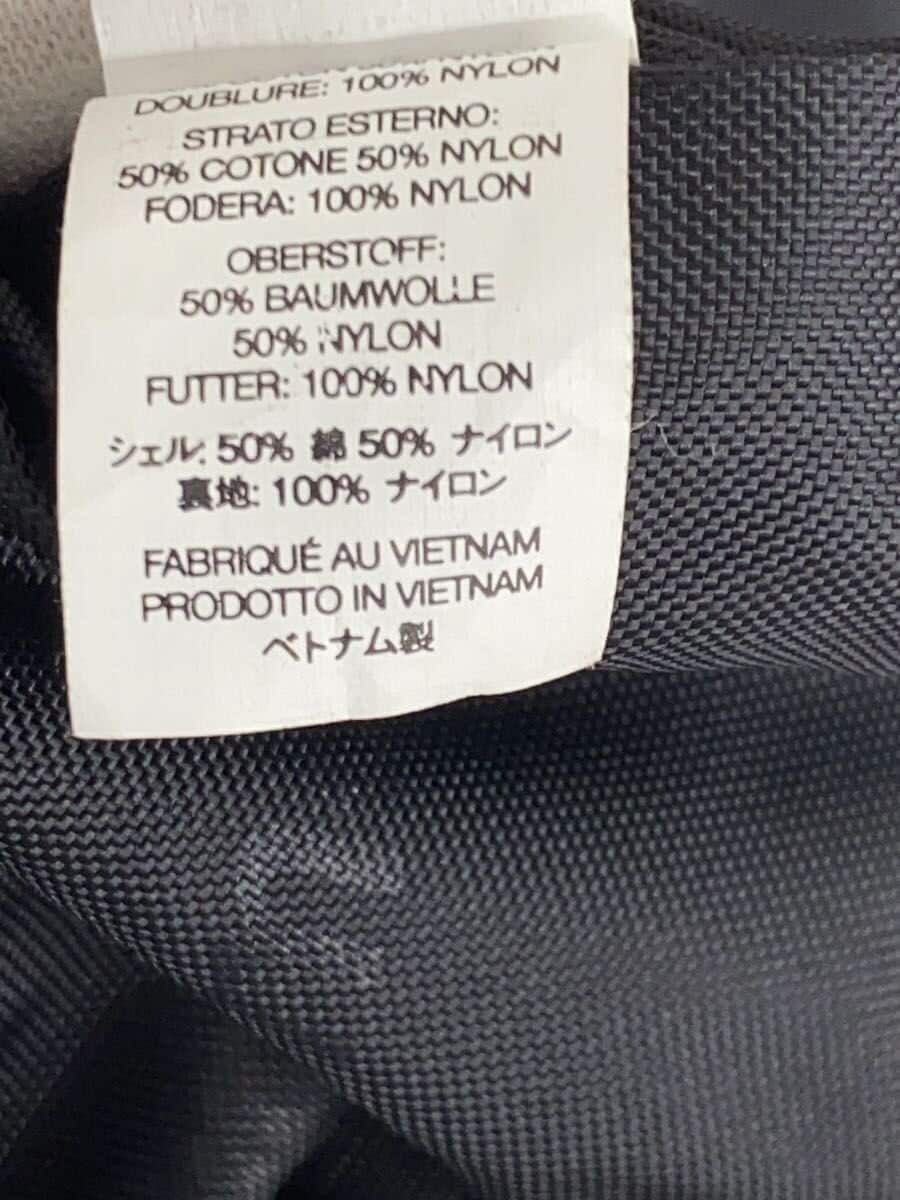 DOUBLURE: 100% NYLON
STRATO ESTERNO:
50% COTONE 50% NYLON
FODERA: 100% NYLON
OBERSTOFF:
50% BAUMWOLLE
50% NYLON
FUTTER: 100% NYLON
シェル: 50% 綿 50% ナイロン
裏地: 100% ナイロン
FABRIQUÉ AU VIETNAM
PRODOTTO IN VIETNAM
ベトナム製